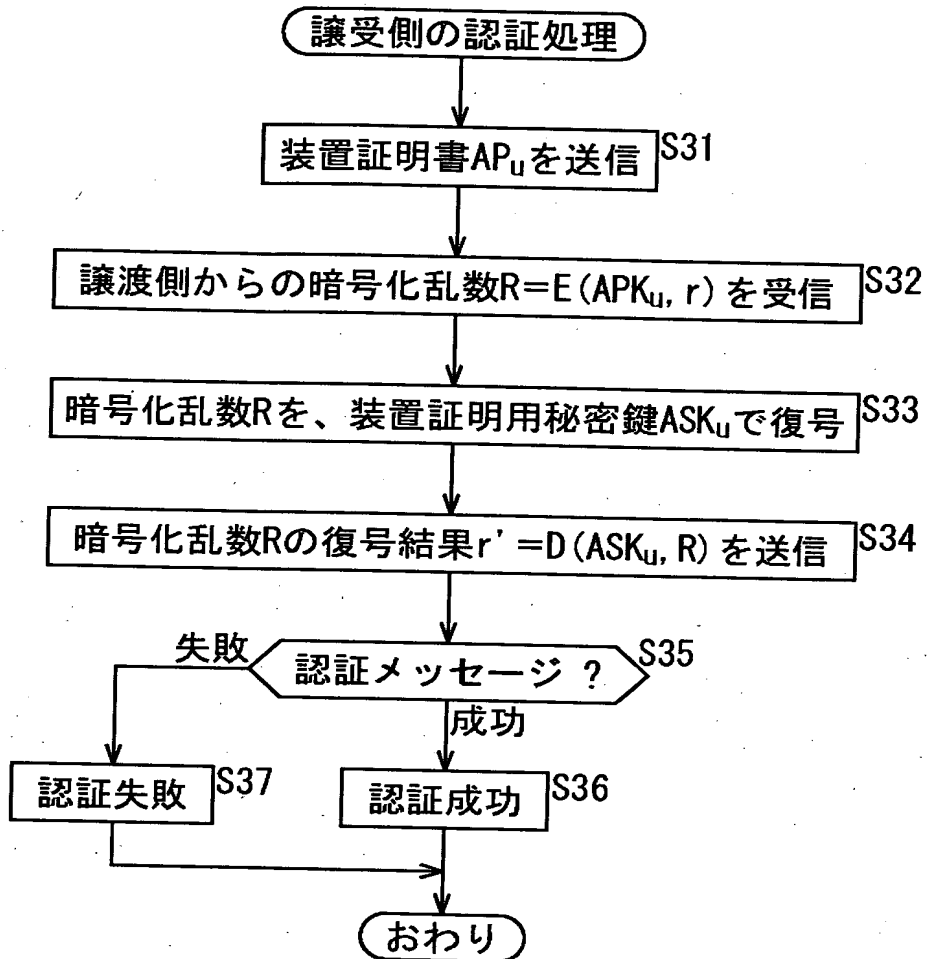 譲受側の認証処理
装置証明書APuを送信 S31
譲渡側からの暗号化乱数R=E(APKu, r)を受信 S32
暗号化乱数Rを、装置証明用秘密鍵ASKuで復号 S33
暗号化乱数Rの復号結果r'=D(ASKu, R)を送信 S34
失敗 認証メッセージ? S35
成功
認証失敗 S37 認証成功 S36
おわり